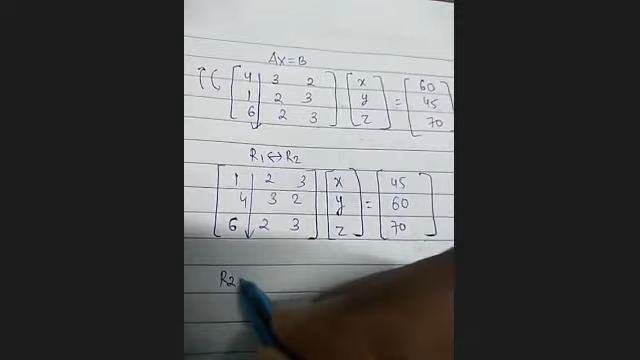 AX=B
[4 3 2] [x] [60]
[1 2 3] [y] = [45]
[6 2 3] [z] [70]
R1↔R2
[1 2 3] [x] [45]
[4 3 2] [y] = [60]
[6 2 3] [z] [70]
R2